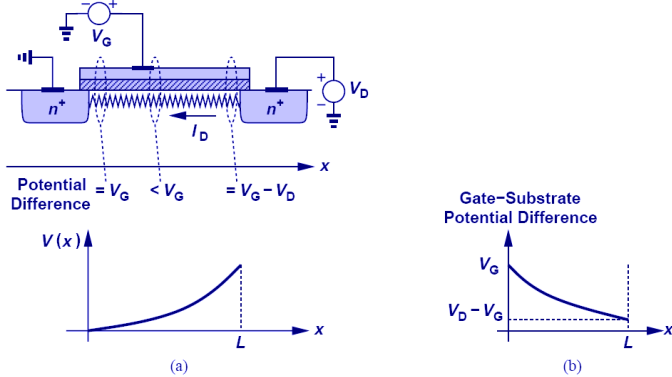 V_G
n⁺
n⁺
V_D
I_D
x
Potential Difference
= V_G
< V_G
= V_G − V_D
V(x)
x
L
(a)
Gate−Substrate
Potential Difference
V_G
V_D − V_G
L
x
(b)